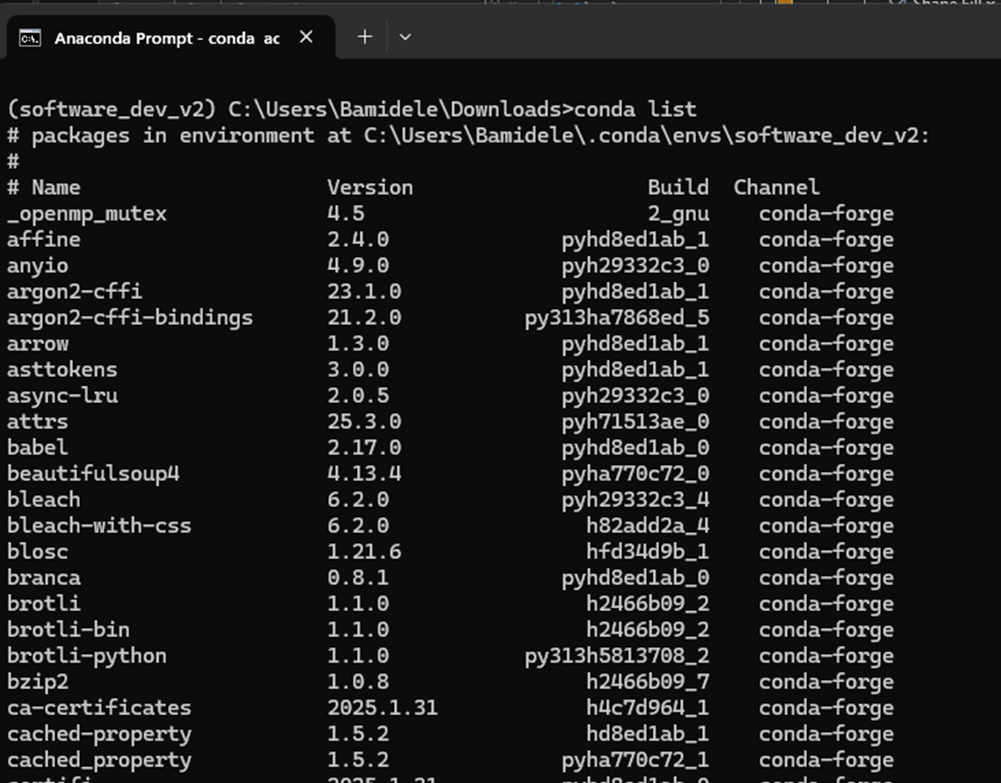 Anaconda Prompt - conda ac
(software_dev_v2) C:\Users\Bamidele\Downloads>conda list
# packages in environment at C:\Users\Bamidele\.conda\envs\software_dev_v2:
#
# Name Version Build Channel
_openmp_mutex 4.5 2_gnu conda-forge
affine 2.4.0 pyhd8ed1ab_1 conda-forge
anyio 4.9.0 pyh29332c3_0 conda-forge
argon2-cffi 23.1.0 pyhd8ed1ab_1 conda-forge
argon2-cffi-bindings 21.2.0 py313ha7868ed_5 conda-forge
arrow 1.3.0 pyhd8ed1ab_1 conda-forge
asttokens 3.0.0 pyhd8ed1ab_1 conda-forge
async-lru 2.0.5 pyh29332c3_0 conda-forge
attrs 25.3.0 pyh71513ae_0 conda-forge
babel 2.17.0 pyhd8ed1ab_0 conda-forge
beautifulsoup4 4.13.4 pyha770c72_0 conda-forge
bleach 6.2.0 pyh29332c3_4 conda-forge
bleach-with-css 6.2.0 h82add2a_4 conda-forge
blosc 1.21.6 hfd34d9b_1 conda-forge
branca 0.8.1 pyhd8ed1ab_0 conda-forge
brotli 1.1.0 h2466b09_2 conda-forge
brotli-bin 1.1.0 h2466b09_2 conda-forge
brotli-python 1.1.0 py313h5813708_2 conda-forge
bzip2 1.0.8 h2466b09_7 conda-forge
ca-certificates 2025.1.31 h4c7d964_1 conda-forge
cached-property 1.5.2 hd8ed1ab_1 conda-forge
cached_property 1.5.2 pyha770c72_1 conda-forge